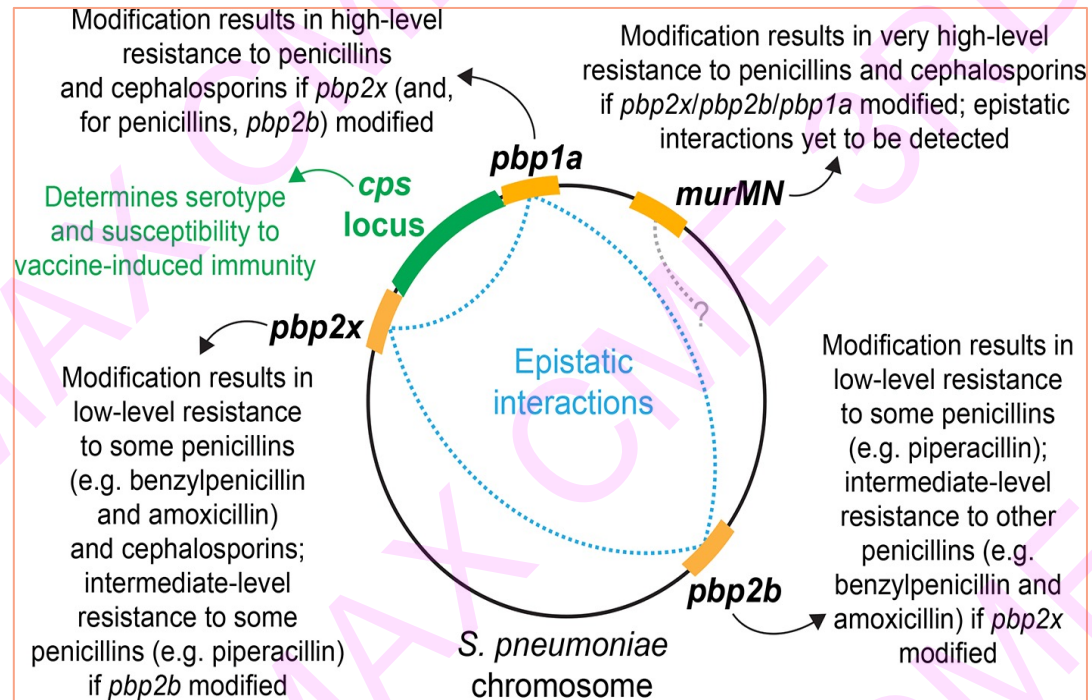 Modification results in high-level
resistance to penicillins
and cephalosporins if pbp2x (and,
for penicillins, pbp2b) modified
Modification results in very high-level
resistance to penicillins and cephalosporins
if pbp2x/pbp2b/pbp1a modified; epistatic
interactions yet to be detected
pbp1a
murMN
cps
locus
Determines serotype
and susceptibility to
vaccine-induced immunity
pbp2x
?
Epistatic
interactions
Modification results in
low-level resistance
to some penicillins
(e.g. benzylpenicillin
and amoxicillin)
and cephalosporins;
intermediate-level
resistance to some
penicillins (e.g. piperacillin)
if pbp2b modified
Modification results in
low-level resistance
to some penicillins
(e.g. piperacillin);
intermediate-level
resistance to other
penicillins (e.g.
benzylpenicillin and
amoxicillin) if pbp2x
modified
pbp2b
S. pneumoniae
chromosome
MAX CME 3RD
MAX CME